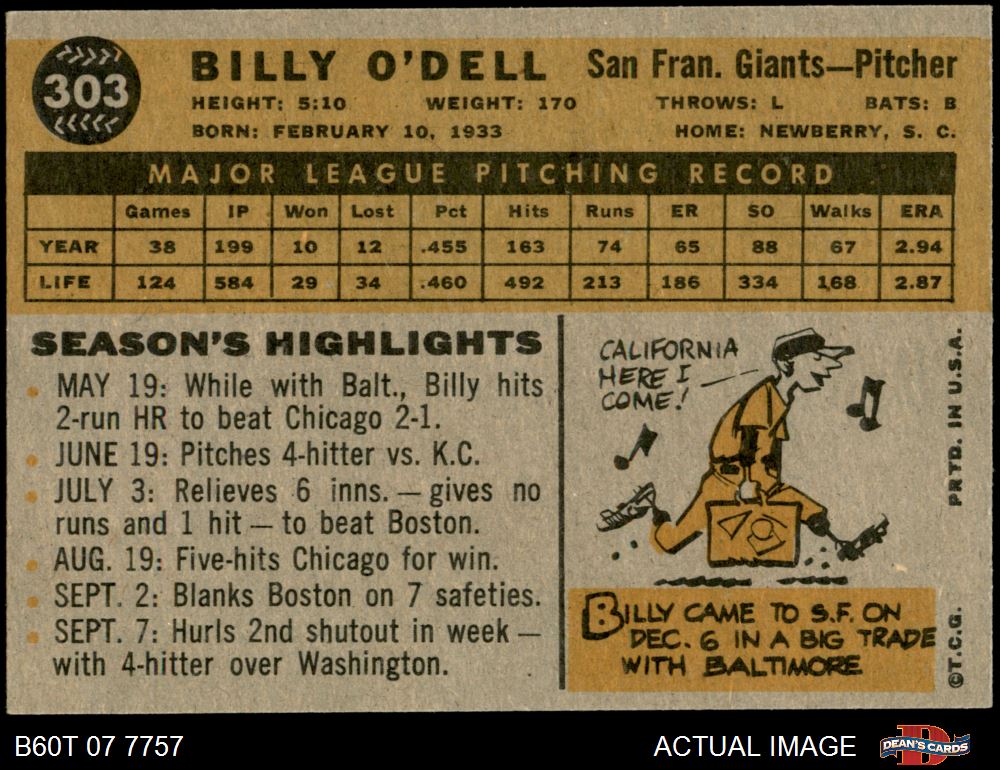 303
BILLY O'DELL San Fran. Giants—Pitcher
HEIGHT: 5:10 WEIGHT: 170 THROWS: L BATS: B
BORN: FEBRUARY 10, 1933 HOME: NEWBERRY, S. C.
MAJOR LEAGUE PITCHING RECORD
Games IP Won Lost Pct Hits Runs ER SO Walks ERA
YEAR 38 199 10 12 .455 163 74 65 88 67 2.94
LIFE 124 584 29 34 .460 492 213 186 334 168 2.87
SEASON'S HIGHLIGHTS
MAY 19: While with Balt., Billy hits
2-run HR to beat Chicago 2-1.
JUNE 19: Pitches 4-hitter vs. K.C.
JULY 3: Relieves 6 inns. — gives no
runs and 1 hit — to beat Boston.
AUG. 19: Five-hits Chicago for win.
SEPT. 2: Blanks Boston on 7 safeties.
SEPT. 7: Hurls 2nd shutout in week —
with 4-hitter over Washington.
CALIFORNIA
HERE I
COME!
BILLY CAME TO S.F. ON
DEC. 6 IN A BIG TRADE
WITH BALTIMORE
©T.C.G. PRTD. IN U.S.A.
B60T 07 7757 ACTUAL IMAGE DEAN'S CARDS